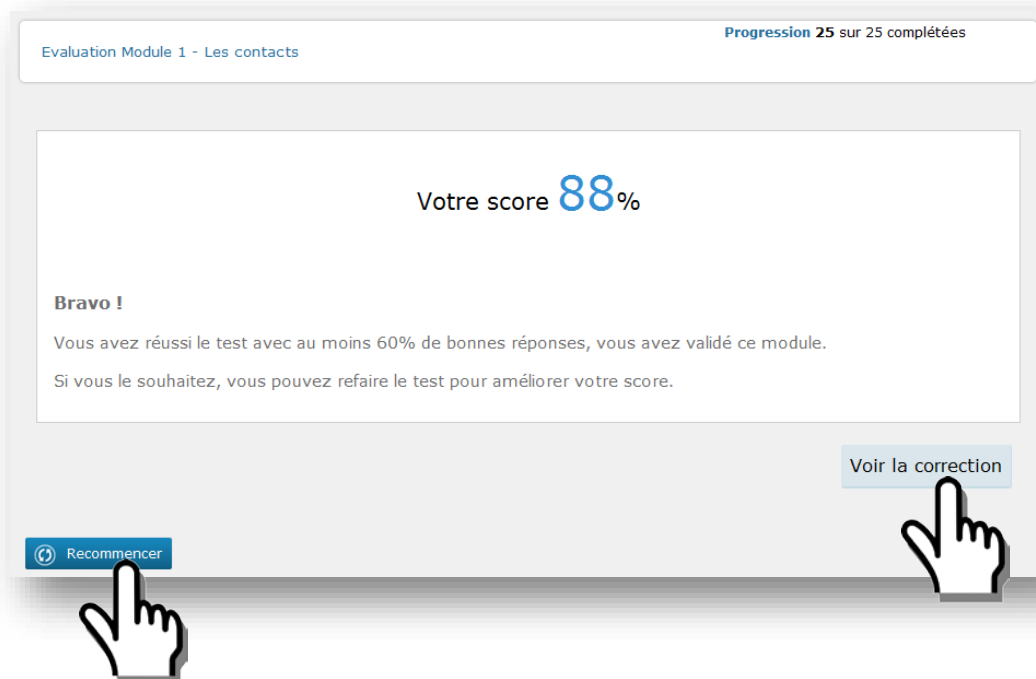 Progression 25 sur 25 complétées
Evaluation Module 1 - Les contacts
Votre score 88%
Bravo !
Vous avez réussi le test avec au moins 60% de bonnes réponses, vous avez validé ce module.
Si vous le souhaitez, vous pouvez refaire le test pour améliorer votre score.
Voir la correction
Recommencer